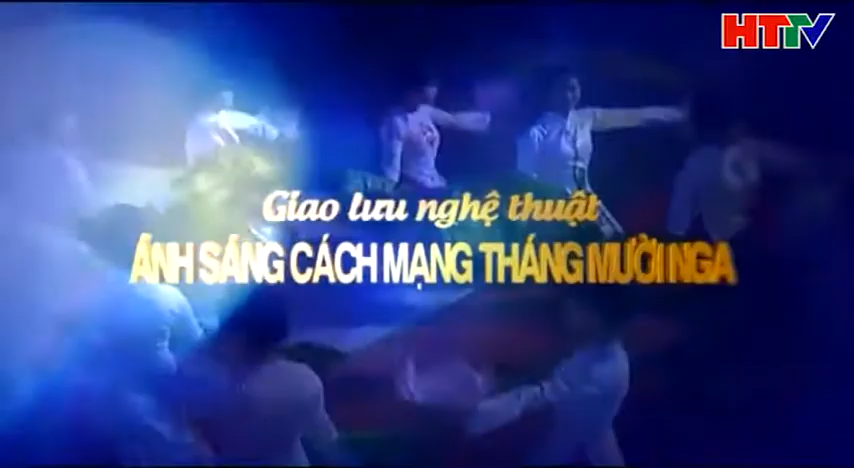 HTTV
Giao lưu nghệ thuật
ÁNH SÁNG CÁCH MẠNG THÁNG MƯỜI NGA